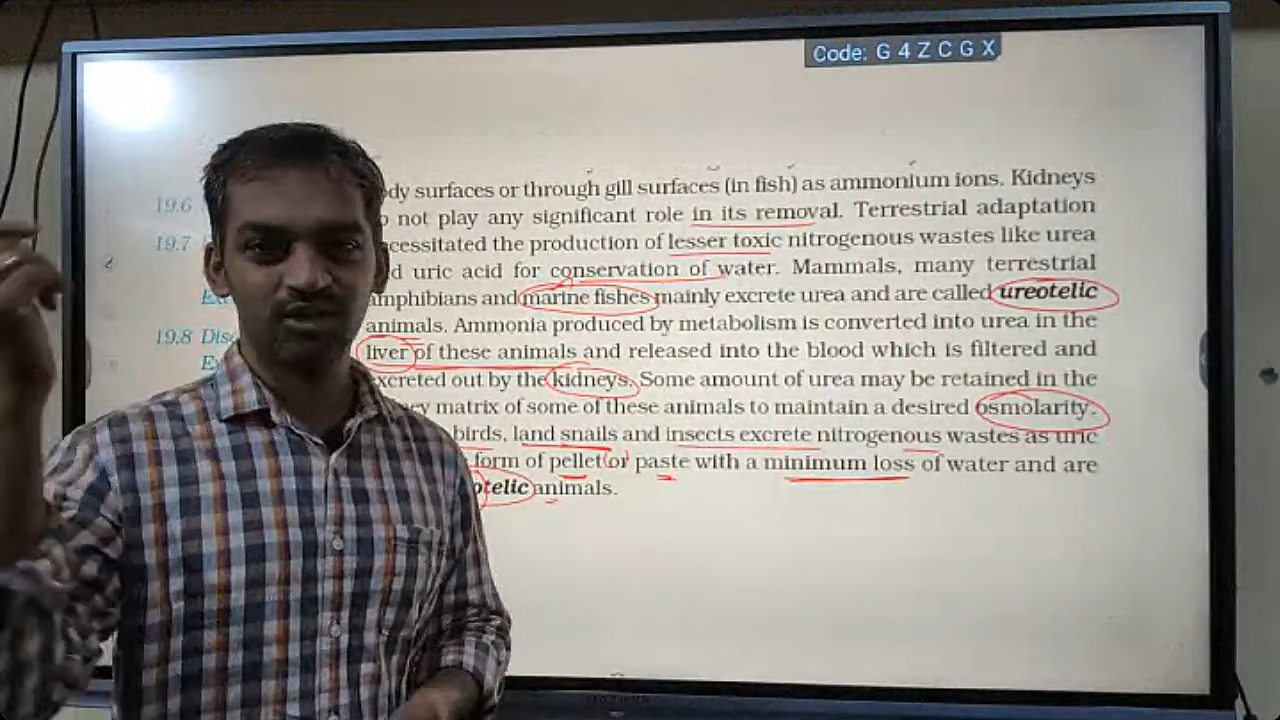 Code: G 4 Z C G X
19.6
19.7
19.8 Disc
dy surfaces or through gill surfaces (in fish) as ammonium ions. Kidneys
o not play any significant role in its removal. Terrestrial adaptation
cessitated the production of lesser toxic nitrogenous wastes like urea
d uric acid for conservation of water. Mammals, many terrestrial
amphibians and marine fishes mainly excrete urea and are called ureotelic
animals. Ammonia produced by metabolism is converted into urea in the
liver of these animals and released into the blood which is filtered and
xcreted out by the kidneys. Some amount of urea may be retained in the
ey matrix of some of these animals to maintain a desired osmolarity.
birds, land snails and insects excrete nitrogenous wastes as uric
form of pellet or paste with a minimum loss of water and are
otelic animals.